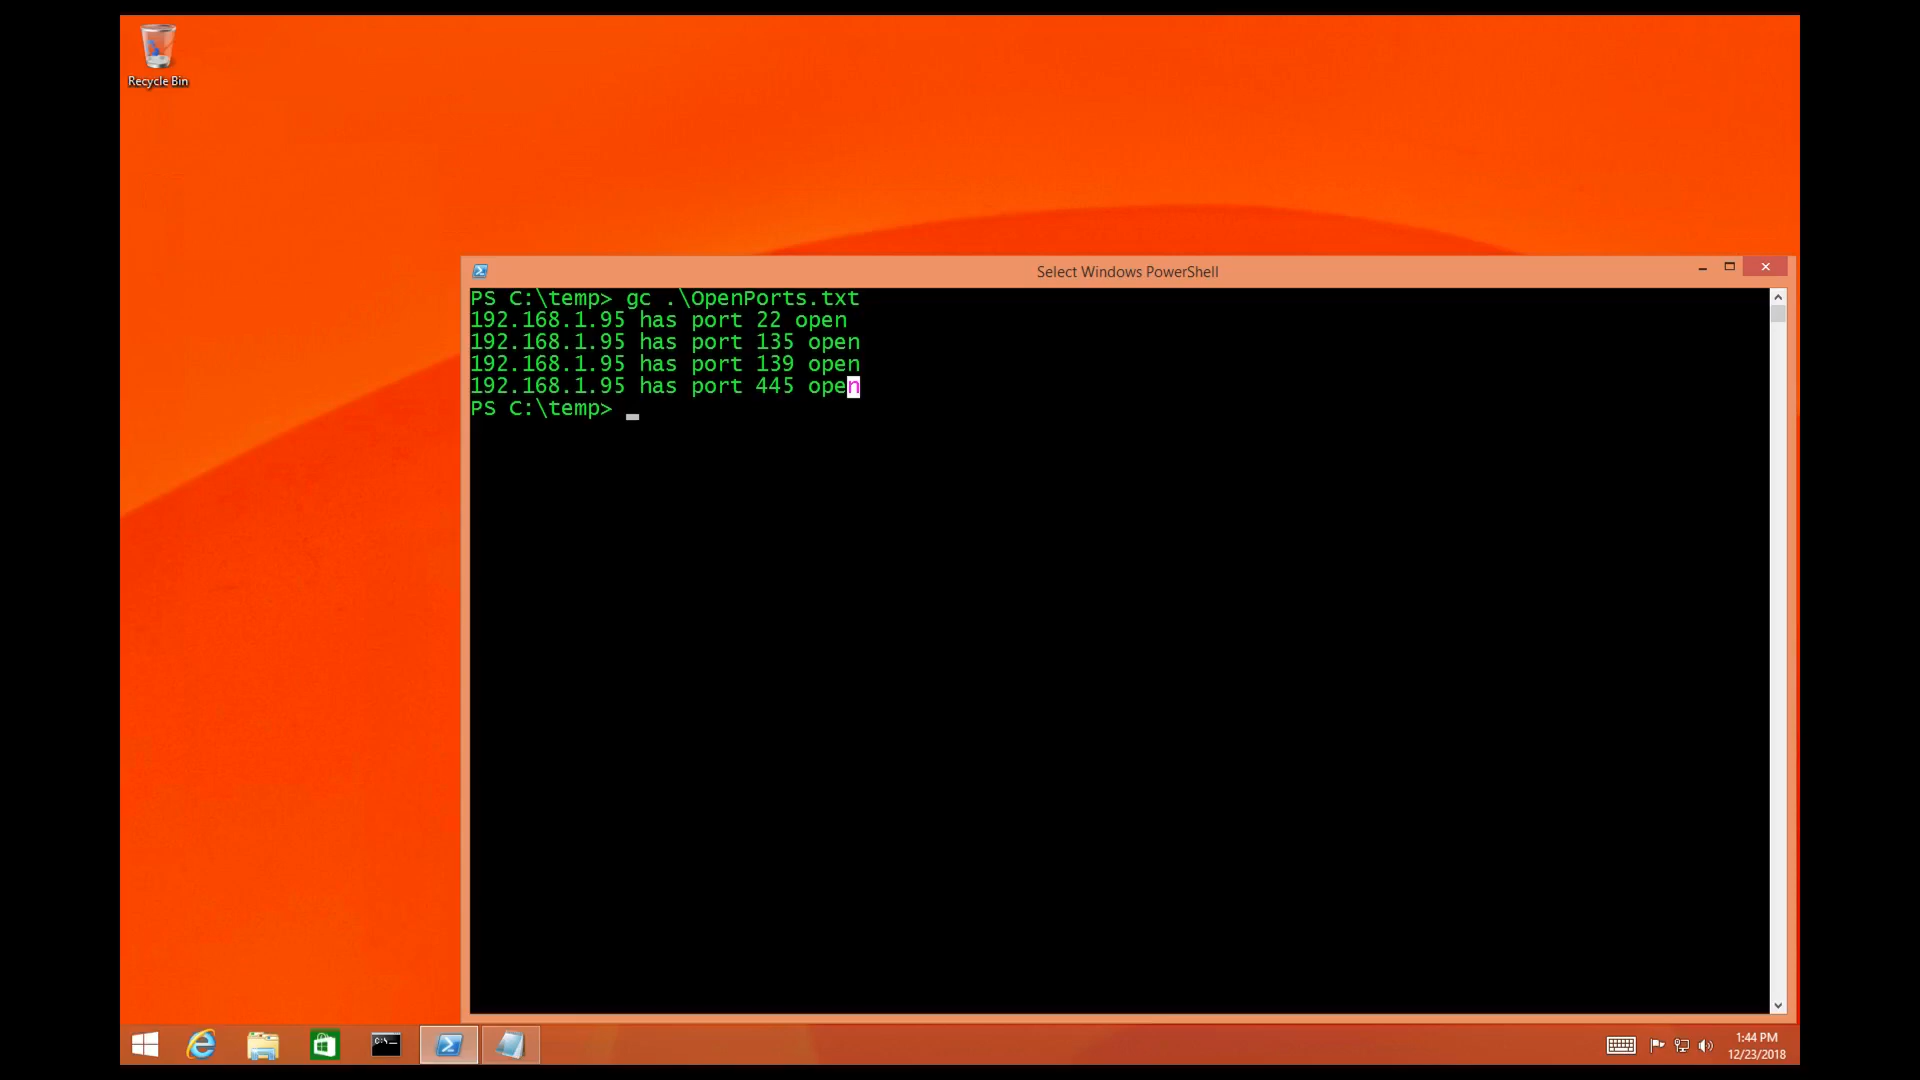 Recycle Bin
Select Windows PowerShell
PS C:\temp> gc .\OpenPorts.txt
192.168.1.95 has port 22 open
192.168.1.95 has port 135 open
192.168.1.95 has port 139 open
192.168.1.95 has port 445 open
PS C:\temp> _
C:\_
1:44 PM
12/23/2018